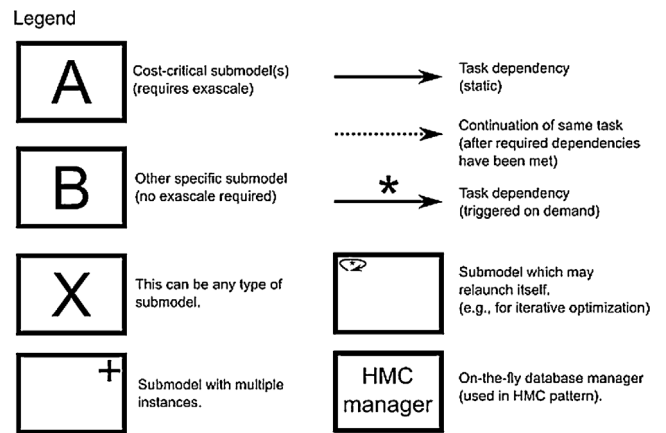 Legend
A
Cost-critical submodel(s)
(requires exascale)
B
Other specific submodel
(no exascale required)
X
This can be any type of
submodel.
+
Submodel with multiple
instances.
Task dependency
(static)
Continuation of same task
(after required dependencies
have been met)
*
Task dependency
(triggered on demand)
Submodel which may
relaunch itself.
(e.g., for iterative optimization)
HMC
manager
On-the-fly database manager
(used in HMC pattern).